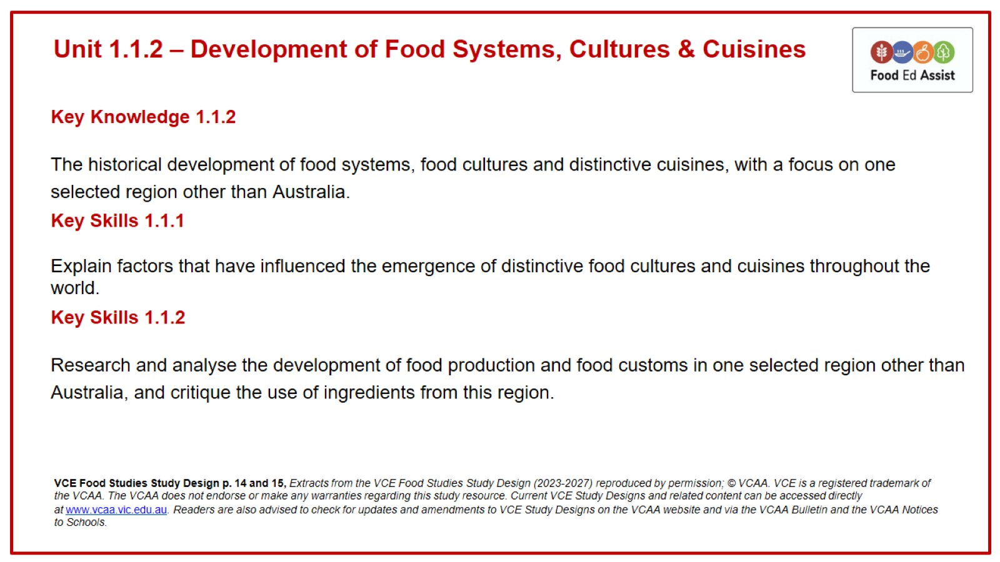 Unit 1.1.2 – Development of Food Systems, Cultures & Cuisines
Food Ed Assist
Key Knowledge 1.1.2
The historical development of food systems, food cultures and distinctive cuisines, with a focus on one
selected region other than Australia.
Key Skills 1.1.1
Explain factors that have influenced the emergence of distinctive food cultures and cuisines throughout the
world.
Key Skills 1.1.2
Research and analyse the development of food production and food customs in one selected region other than
Australia, and critique the use of ingredients from this region.
VCE Food Studies Study Design p. 14 and 15, Extracts from the VCE Food Studies Study Design (2023-2027) reproduced by permission; © VCAA. VCE is a registered trademark of
the VCAA. The VCAA does not endorse or make any warranties regarding this study resource. Current VCE Study Designs and related content can be accessed directly
at www.vcaa.vic.edu.au. Readers are also advised to check for updates and amendments to VCE Study Designs on the VCAA website and via the VCAA Bulletin and the VCAA Notices
to Schools.